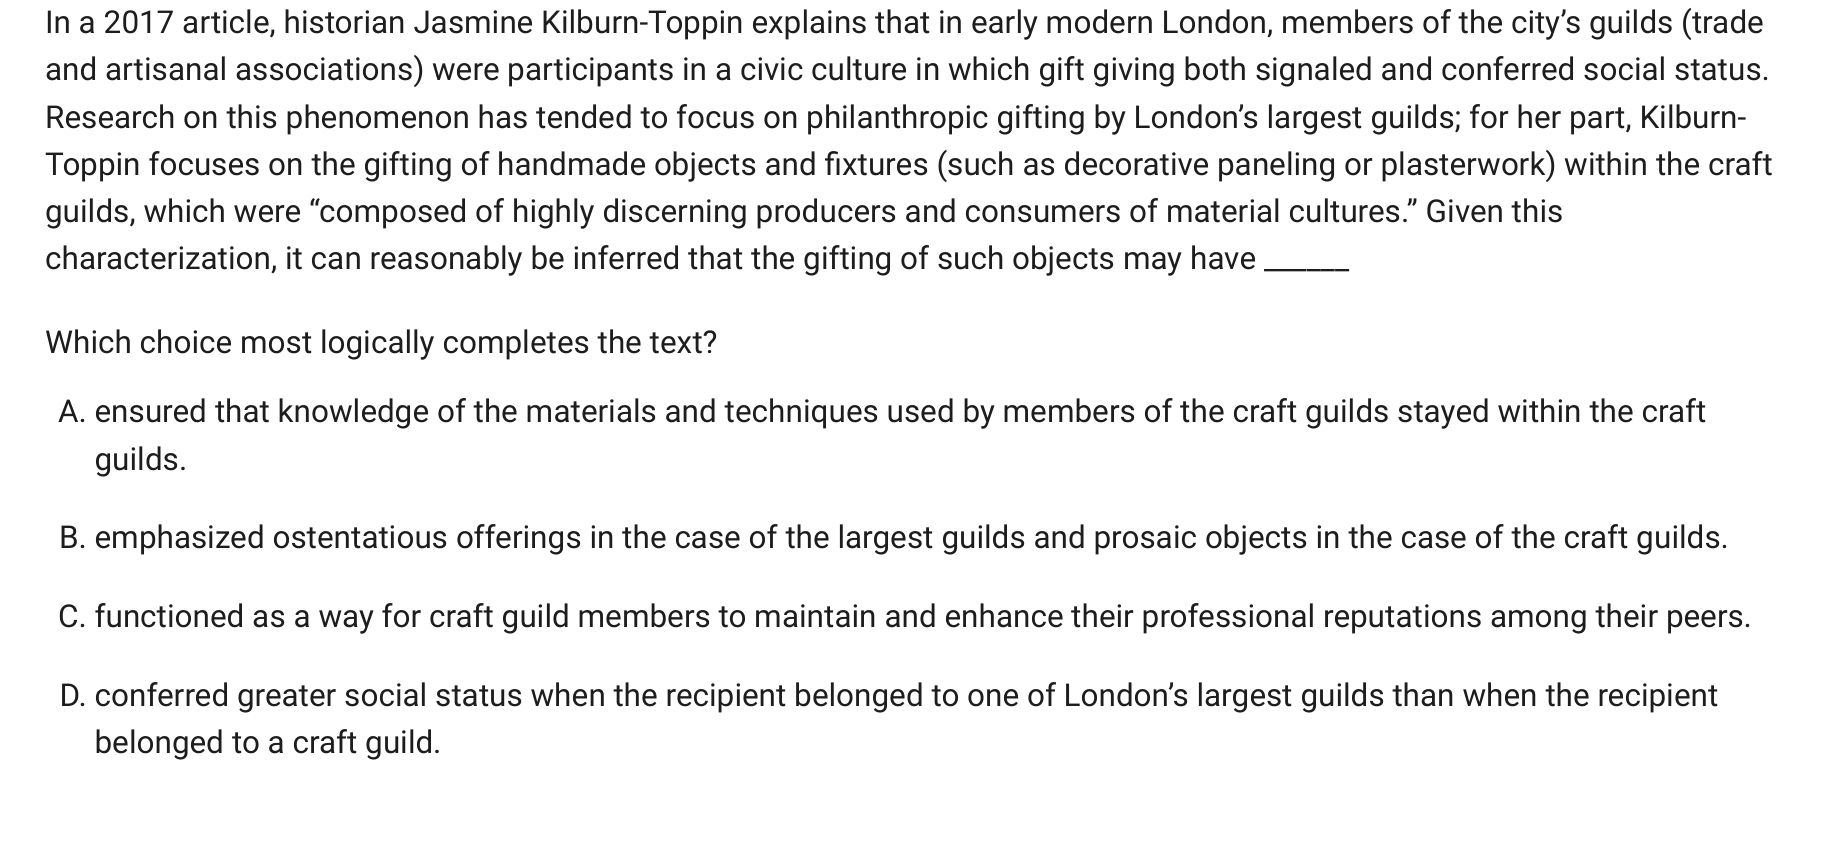 In a 2017 article, historian Jasmine Kilburn-Toppin explains that in early modern London, members of the city’s guilds (trade
and artisanal associations) were participants in a civic culture in which gift giving both signaled and conferred social status.
Research on this phenomenon has tended to focus on philanthropic gifting by London’s largest guilds; for her part, Kilburn-
Toppin focuses on the gifting of handmade objects and fixtures (such as decorative paneling or plasterwork) within the craft
guilds, which were “composed of highly discerning producers and consumers of material cultures.” Given this
characterization, it can reasonably be inferred that the gifting of such objects may have ______
Which choice most logically completes the text?
A. ensured that knowledge of the materials and techniques used by members of the craft guilds stayed within the craft
guilds.
B. emphasized ostentatious offerings in the case of the largest guilds and prosaic objects in the case of the craft guilds.
C. functioned as a way for craft guild members to maintain and enhance their professional reputations among their peers.
D. conferred greater social status when the recipient belonged to one of London’s largest guilds than when the recipient
belonged to a craft guild.